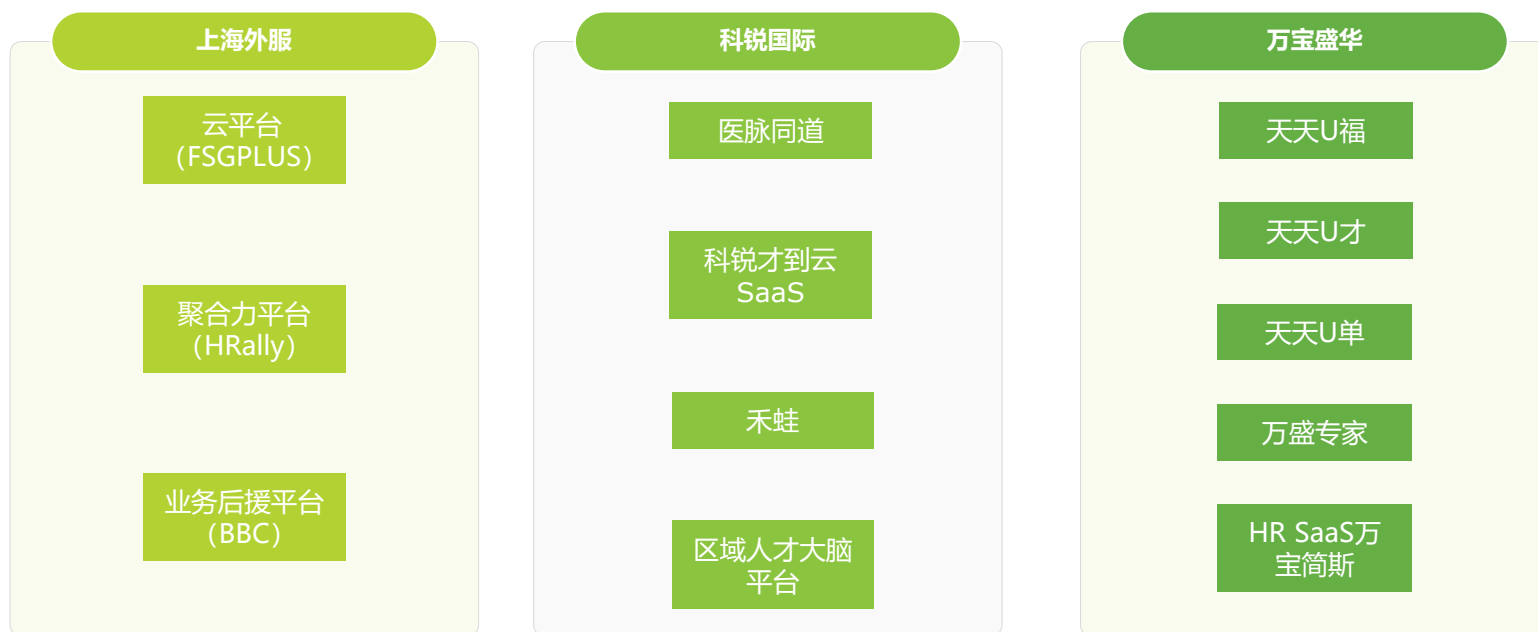 上海外服
云平台
（FSGPLUS）
聚合力平台
（HRally）
业务后援平台
（BBC）
科锐国际
医脉同道
科锐才到云
SaaS
禾蛙
区域人才大脑
平台
万宝盛华
天天U福
天天U才
天天U单
万盛专家
HR SaaS万
宝简斯